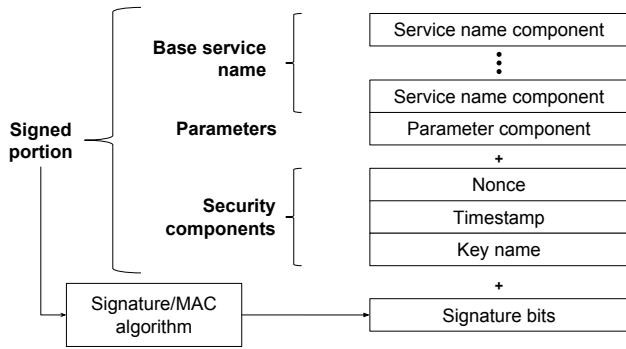 Service name component
Base service
name
Service name component
Signed
portion
Parameters
Parameter component
+
Nonce
Security
components
Timestamp
Key name
+
Signature/MAC
algorithm
Signature bits